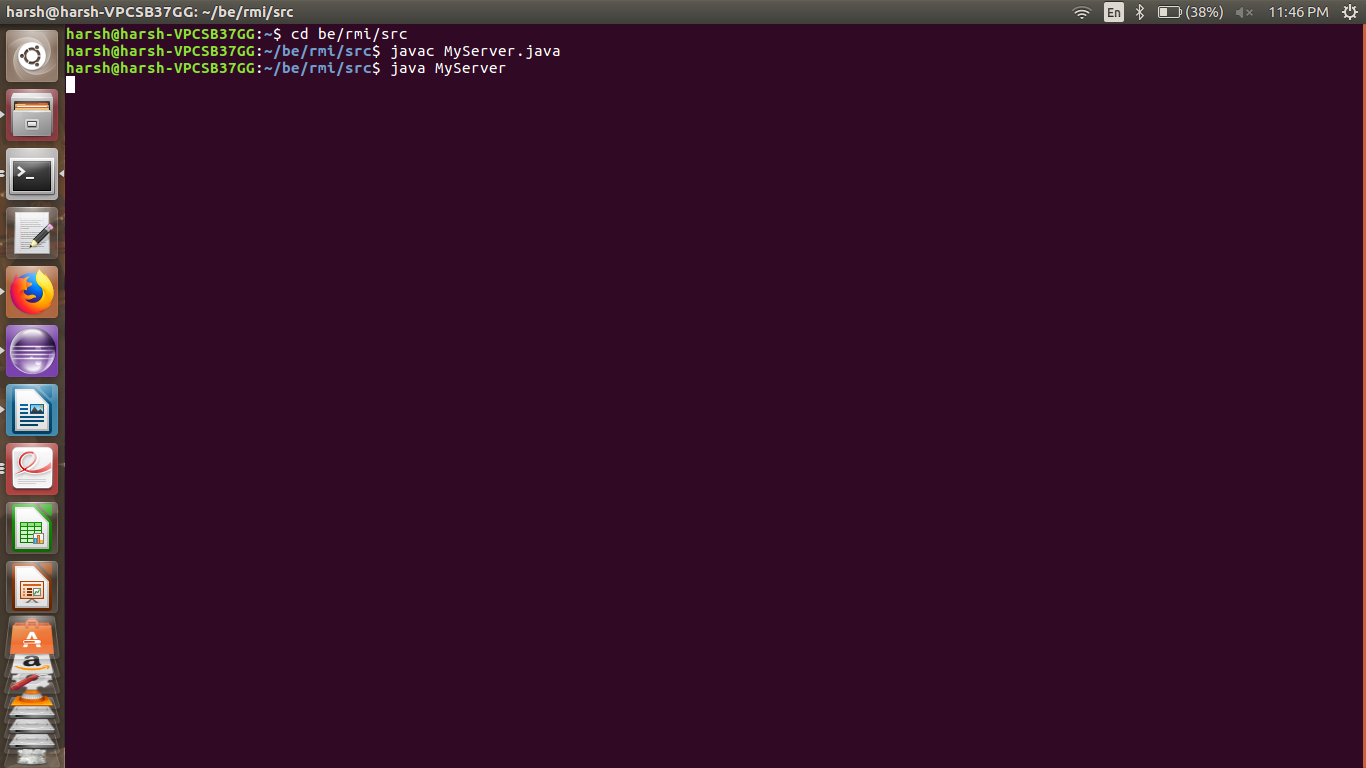 harsh@harsh-VPCSB37GG: ~/be/rmi/src
En
(38%)
11:46 PM
harsh@harsh-VPCSB37GG:~$ cd be/rmi/src
harsh@harsh-VPCSB37GG:~/be/rmi/src$ javac MyServer.java
harsh@harsh-VPCSB37GG:~/be/rmi/src$ java MyServer